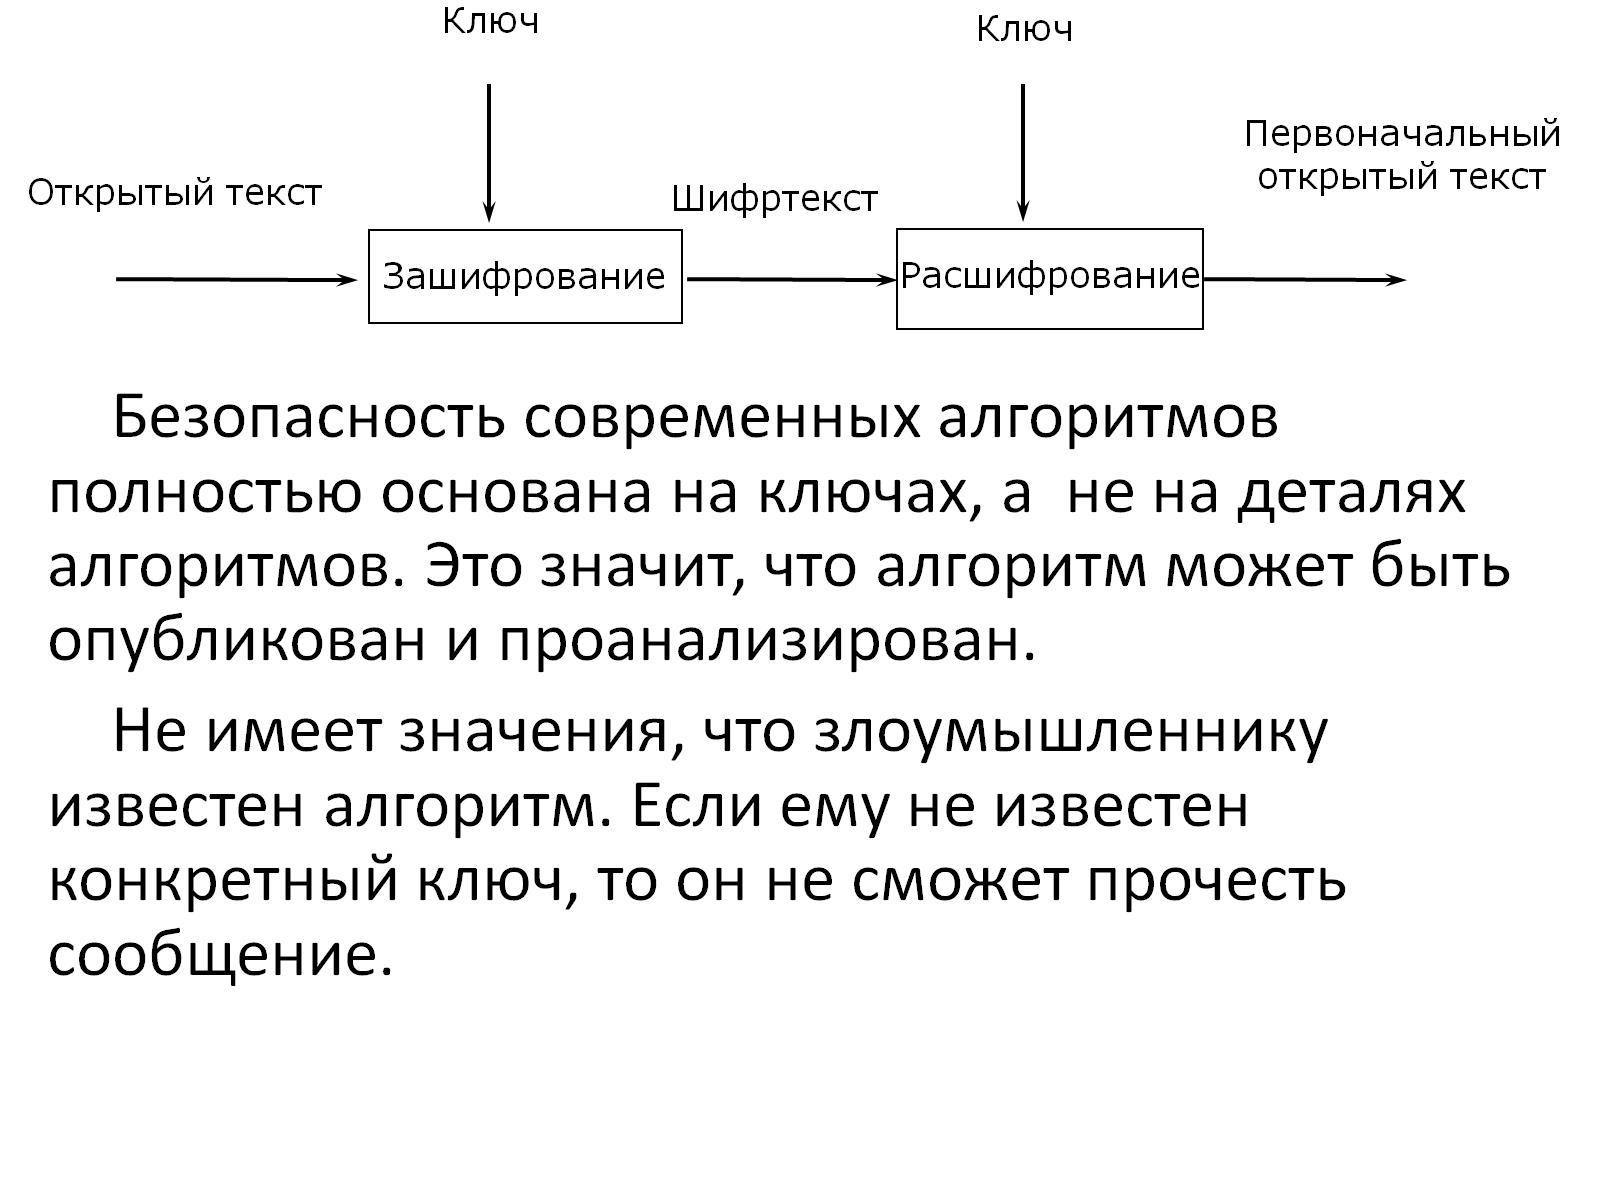 Ключ
Ключ
Первоначальный
открытый текст
Открытый текст
Шифртекст
Зашифрование
Расшифрование
Безопасность современных алгоритмов
полностью основана на ключах, а  не на деталях
алгоритмов. Это значит, что алгоритм может быть
опубликован и проанализирован.
Не имеет значения, что злоумышленнику
известен алгоритм. Если ему не известен
конкретный ключ, то он не сможет прочесть
сообщение.